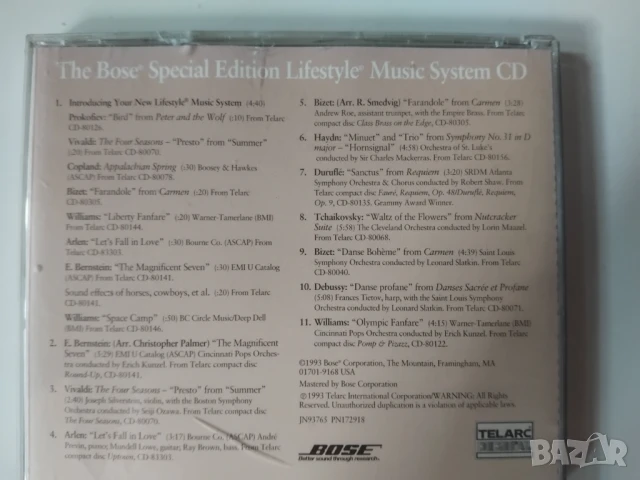 The Bose® Special Edition Lifestyle® Music System CD
1. Introducing Your New Lifestyle® Music System (4:40)
Prokofiev: "Bird" from Peter and the Wolf (:10) From Telarc
CD-80126.
Vivaldi: The Four Seasons – "Presto" from "Summer"
(:20) From Telarc CD-80070.
Copland: Appalachian Spring (:30) Boosey & Hawkes
(ASCAP) From Telarc CD-80078.
Bizet: "Farandole" from Carmen (:20) From Telarc
CD-80305.
Williams: "Liberty Fanfare" (:20) Warner-Tamerlane (BMI)
From Telarc CD-80144.
Arlen: "Let's Fall in Love" (:30) Bourne Co. (ASCAP) From
Telarc CD-83303.
E. Bernstein: "The Magnificent Seven" (:30) EMI U Catalog
(ASCAP) From Telarc CD-80141.
Sound effects of horses, cowboys, et al. (:20) From Telarc
CD-80141.
Williams: "Space Camp" (:50) BC Circle Music/Deep Dell
(BMI) From Telarc CD-80146.
2. E. Bernstein: (Arr. Christopher Palmer) "The Magnificent
Seven" (5:29) EMI U Catalog (ASCAP) Cincinnati Pops Orches-
tra conducted by Erich Kunzel. From Telarc compact disc
Round-Up, CD-80141.
3. Vivaldi: The Four Seasons – "Presto" from "Summer"
(2:40) Joseph Silverstein, violin, with the Boston Symphony
Orchestra conducted by Seiji Ozawa. From Telarc compact disc
The Four Seasons, CD-80070.
4. Arlen: "Let's Fall in Love" (3:17) Bourne Co. (ASCAP) André
Previn, piano; Mundell Lowe, guitar; Ray Brown, bass. From Telarc
compact disc Uptown, CD-83303.
5. Bizet: (Arr. R. Smedvig) "Farandole" from Carmen (3:28)
Andrew Roe, assistant trumpet, with the Empire Brass. From Telarc
compact disc Class Brass on the Edge, CD-80305.
6. Haydn: "Minuet" and "Trio" from Symphony No. 31 in D
major – "Hornsignal" (4:58) Orchestra of St. Luke's
conducted by Sir Charles Mackerras. From Telarc CD-80156.
7. Duruflé: "Sanctus" from Requiem (3:20) SRDM Atlanta
Symphony Orchestra & Chorus conducted by Robert Shaw. From
Telarc compact disc Fauré, Requiem, Op. 48/Duruflé, Requiem,
Op. 9, CD-80135. Grammy Award Winner.
8. Tchaikovsky: "Waltz of the Flowers" from Nutcracker
Suite (5:58) The Cleveland Orchestra conducted by Lorin Maazel.
From Telarc CD-80068.
9. Bizet: "Danse Bohème" from Carmen (4:39) Saint Louis
Symphony Orchestra conducted by Leonard Slatkin. From Telarc
CD-80040.
10. Debussy: "Danse profane" from Danses Sacrée et Profane
(5:08) Frances Tietov, harp, with the Saint Louis Symphony
Orchestra conducted by Leonard Slatkin. From Telarc CD-80071.
11. Williams: "Olympic Fanfare" (4:15) Warner-Tamerlane (BMI)
Cincinnati Pops Orchestra conducted by Erich Kunzel. From Telarc
compact disc Pomp & Pizazz, CD-80122.
©1993 Bose® Corporation, The Mountain, Framingham, MA
01701-9168 USA
Mastered by Bose Corporation
Ⓟ1993 Telarc International Corporation/WARNING: All Rights
Reserved. Unauthorized duplication is a violation of applicable laws.
JN93765 PN172918
BOSE
Better sound through research.
TELARC
bazar